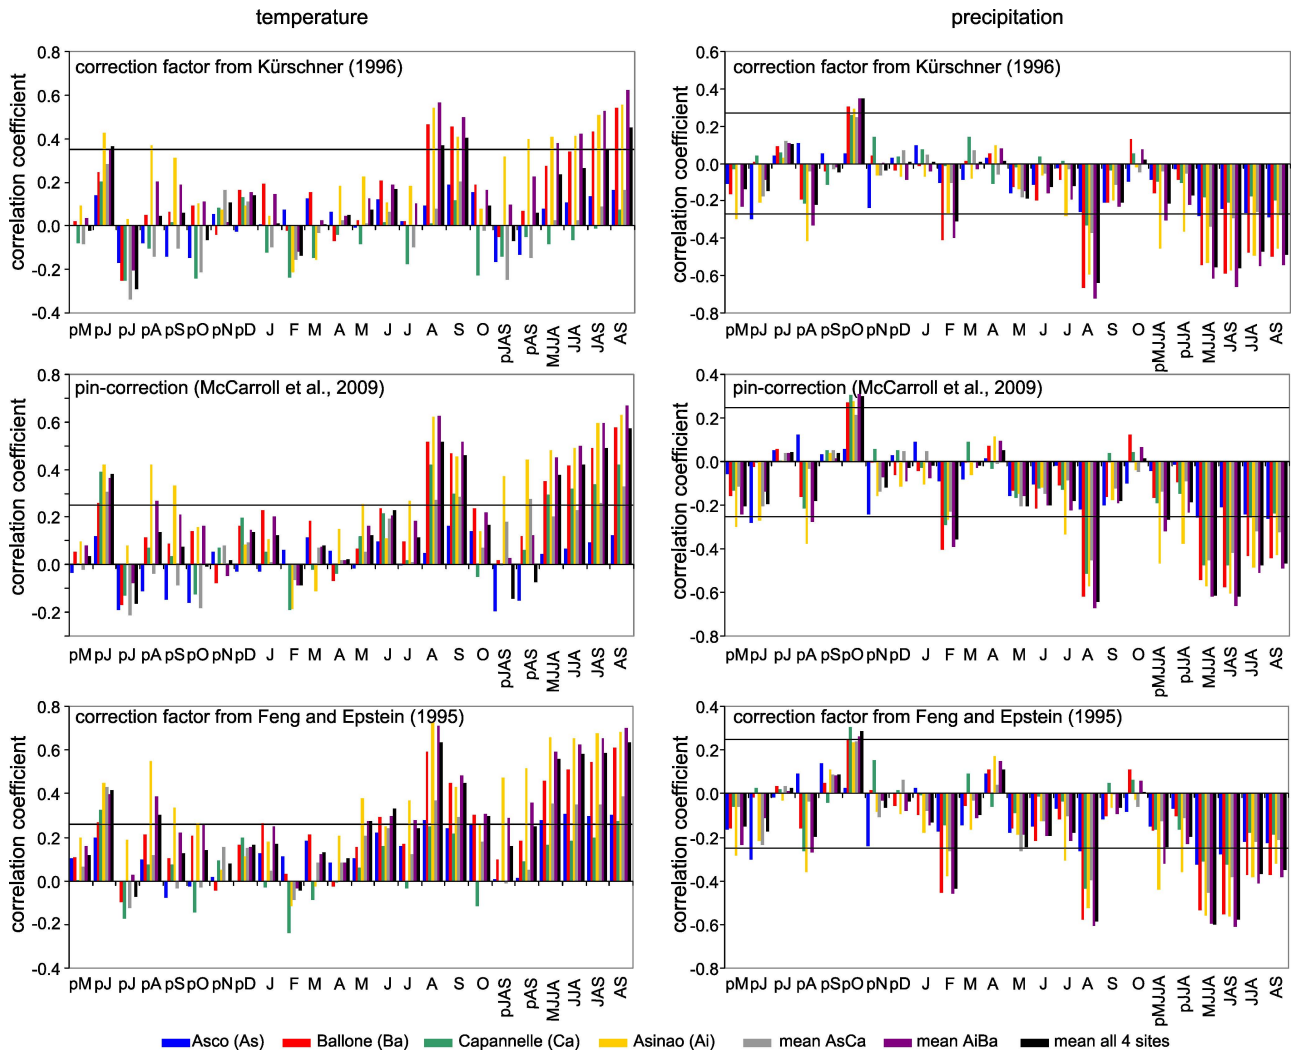 temperature precipitation
correlation coefficient
0.8
0.6
0.4
0.2
0.0
-0.2
-0.4
correction factor from Kürschner (1996)
pM pJ pJ pA pS pO pN pD J F M A M J J A S O pJAS pAS MJJA JJA JAS AS
correlation coefficient
0.6
0.4
0.2
0.0
-0.2
-0.4
-0.6
-0.8
correction factor from Kürschner (1996)
pM pJ pJ pA pS pO pN pD J F M A M J J A S O pMJJA pJJA MJJA JAS JJA AS
correlation coefficient
0.8
0.6
0.4
0.2
0.0
-0.2
pin-correction (McCarroll et al., 2009)
pM pJ pJ pA pS pO pN pD J F M A M J J A S O pJAS pAS MJJA JJA JAS AS
correlation coefficient
0.4
0.2
0.0
-0.2
-0.4
-0.6
-0.8
pin-correction (McCarroll et al., 2009)
pM pJ pJ pA pS pO pN pD J F M A M J J A S O pMJJA pJJA MJJA JAS JJA AS
correlation coefficient
0.8
0.6
0.4
0.2
0.0
-0.2
-0.4
correction factor from Feng and Epstein (1995)
pM pJ pJ pA pS pO pN pD J F M A M J J A S O pJAS pAS MJJA JJA JAS AS
correlation coefficient
0.4
0.2
0.0
-0.2
-0.4
-0.6
-0.8
correction factor from Feng and Epstein (1995)
pM pJ pJ pA pS pO pN pD J F M A M J J A S O pMJJA pJJA MJJA JAS JJA AS
Asco (As) Ballone (Ba) Capannelle (Ca) Asinao (Ai) mean AsCa mean AiBa mean all 4 sites